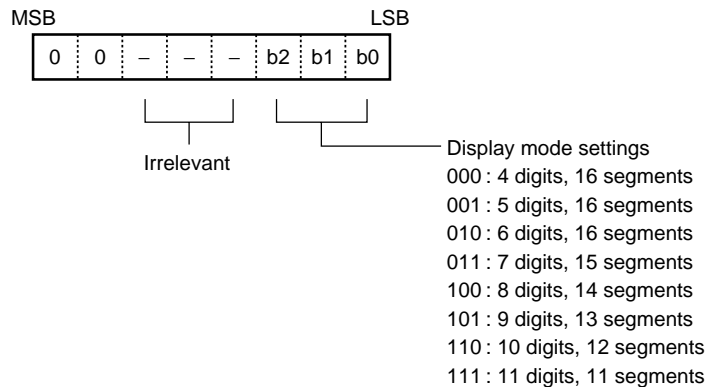 MSB LSB
0 0 – – – b2 b1 b0
Irrelevant
Display mode settings
000 : 4 digits, 16 segments
001 : 5 digits, 16 segments
010 : 6 digits, 16 segments
011 : 7 digits, 15 segments
100 : 8 digits, 14 segments
101 : 9 digits, 13 segments
110 : 10 digits, 12 segments
111 : 11 digits, 11 segments